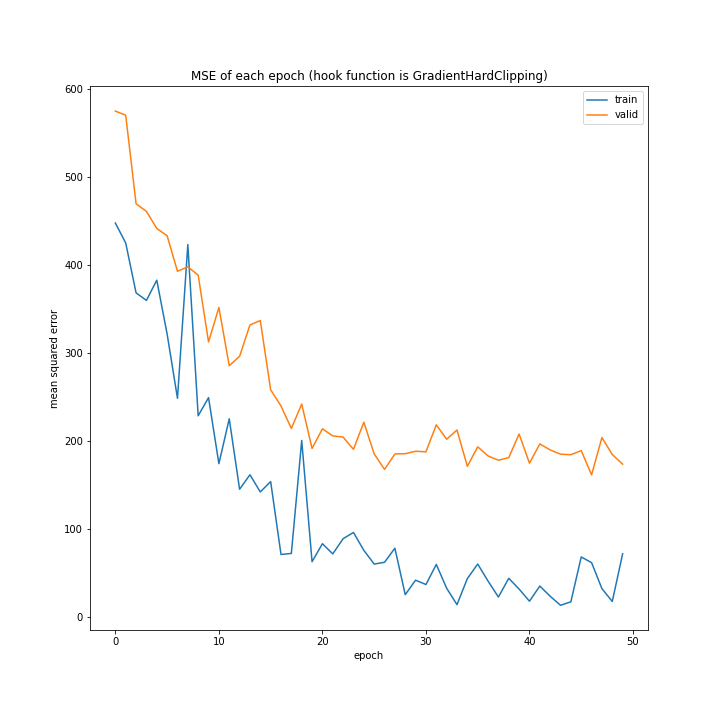 MSE of each epoch (hook function is GradientHardClipping)
train
valid
600
500
400
300
200
100
0
mean squared error
0
10
20
30
40
50
epoch